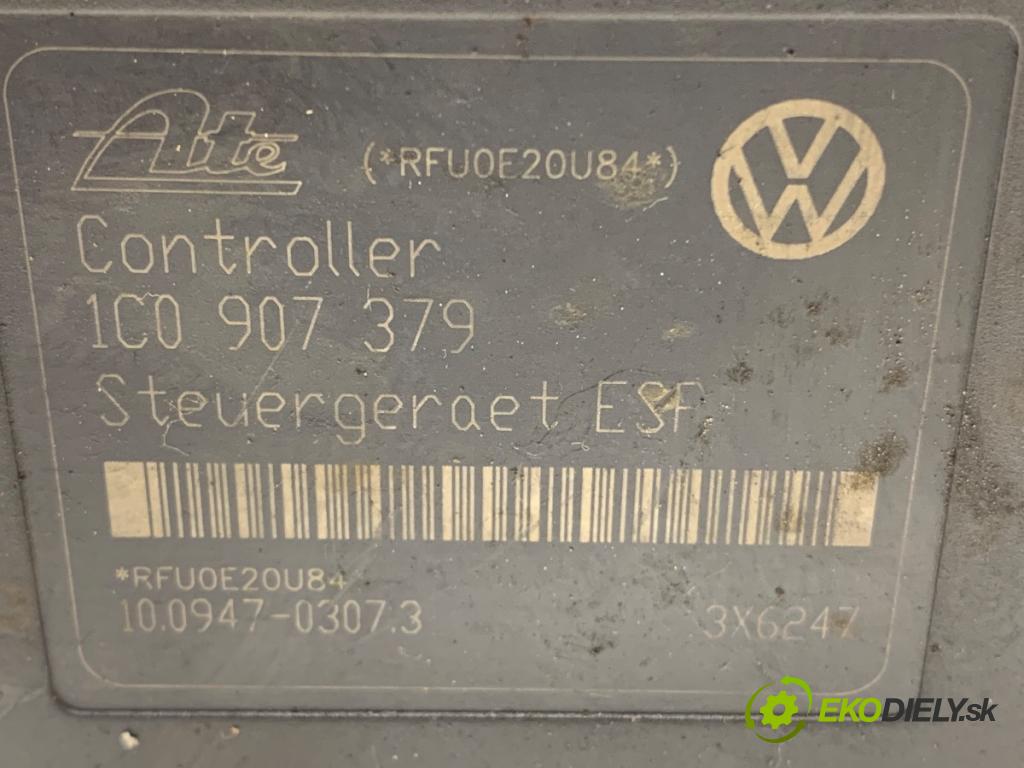 Ate (*RFU0E20U84*)
Controller
1C0 907 379
Steuergeraet ESP
*RFU0E20U84
10.0947-0307.3 3X6247
EKODIELY.sk